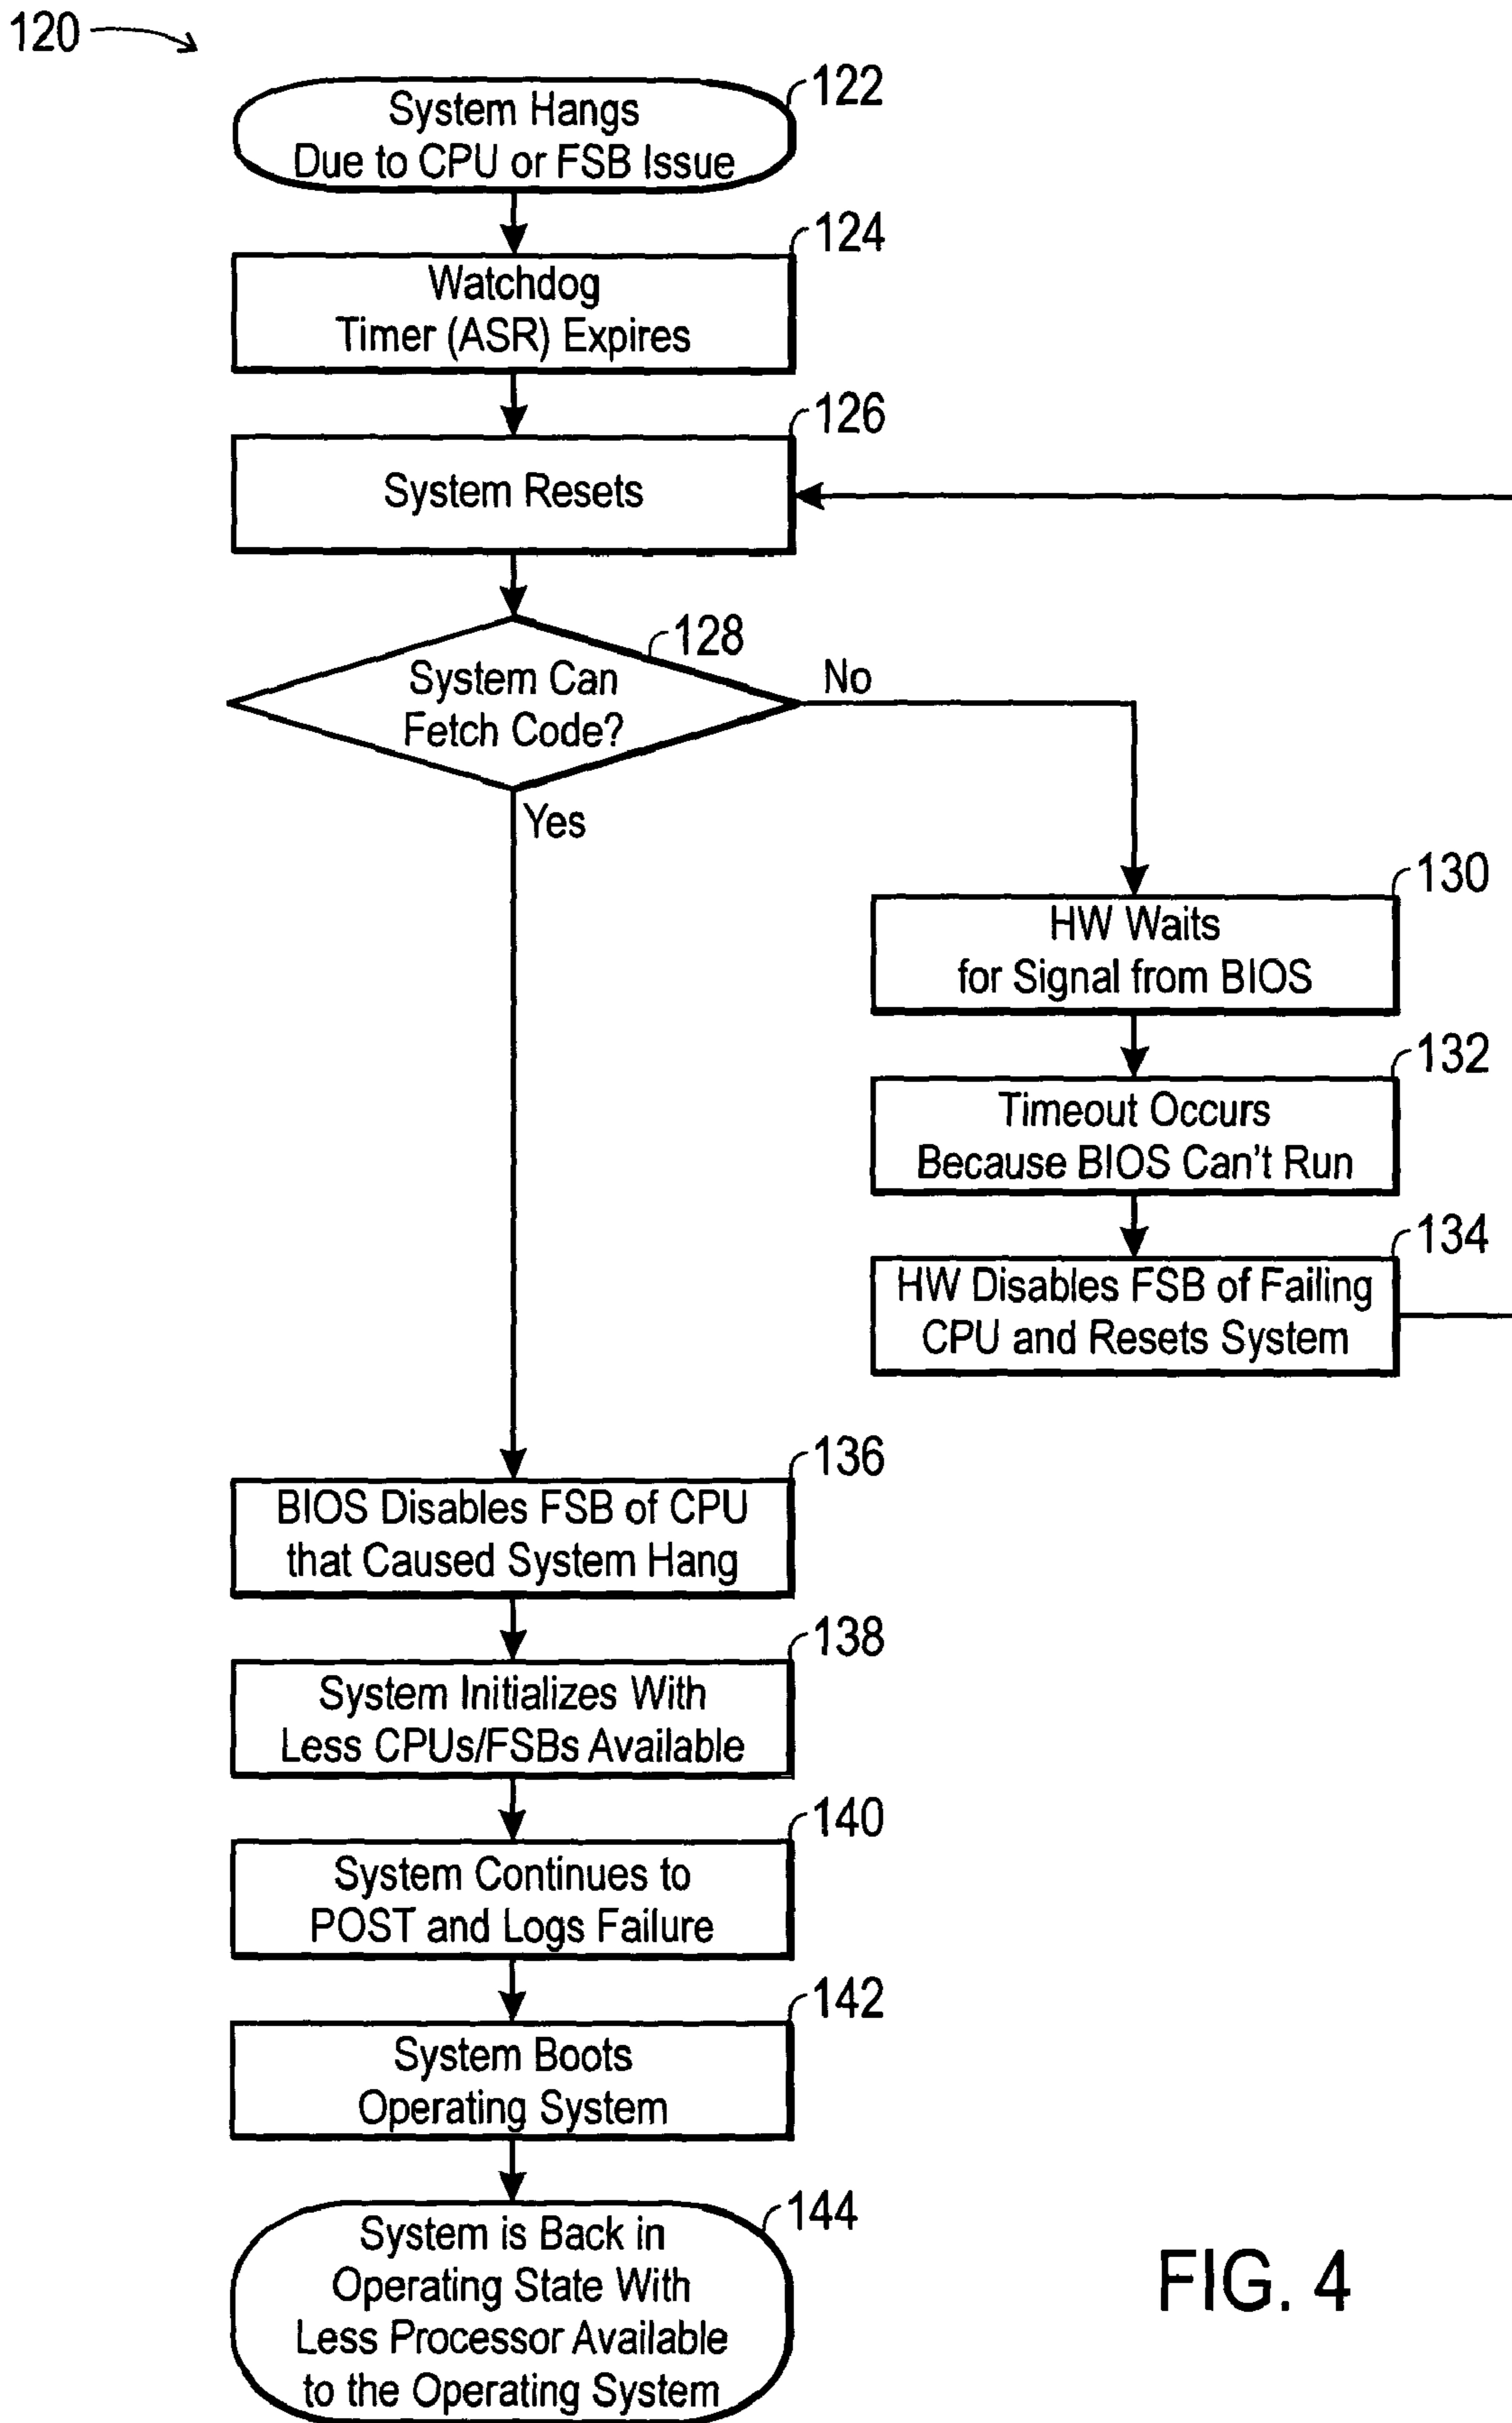 120
122
System Hangs
Due to CPU or FSB Issue
124
Watchdog
Timer (ASR) Expires
126
System Resets
128
System Can
Fetch Code?
No
Yes
130
HW Waits
for Signal from BIOS
132
Timeout Occurs
Because BIOS Can't Run
134
HW Disables FSB of Failing
CPU and Resets System
136
BIOS Disables FSB of CPU
that Caused System Hang
138
System Initializes With
Less CPUs/FSBs Available
140
System Continues to
POST and Logs Failure
142
System Boots
Operating System
144
System is Back in
Operating State With
Less Processor Available
to the Operating System
FIG. 4